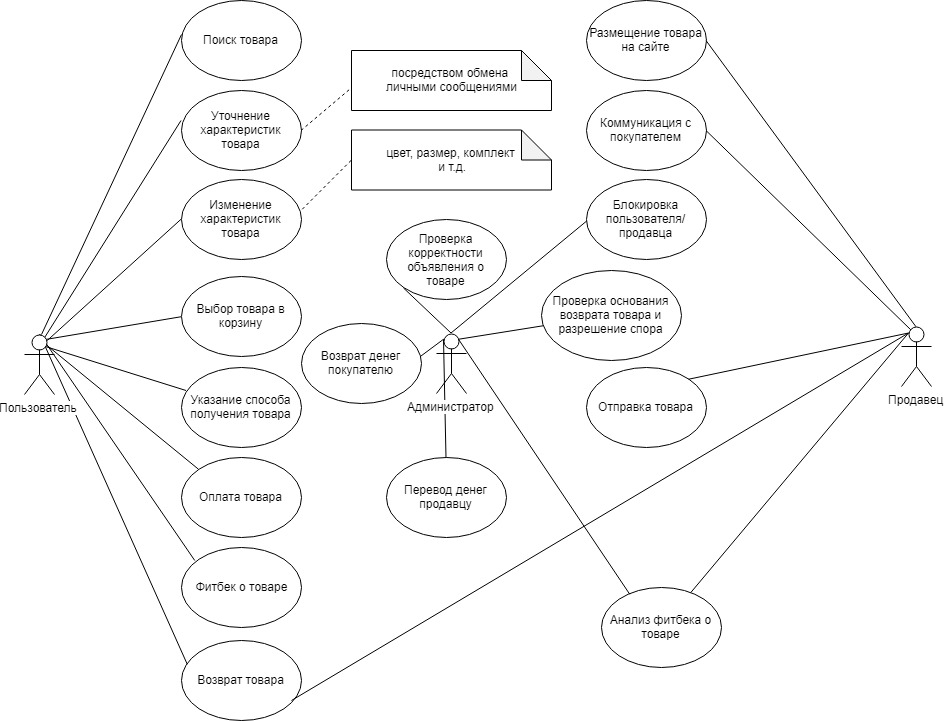 Поиск товара
Размещение товара
на сайте
посредством обмена
личными сообщениями
Уточнение
характеристик
товара
Коммуникация с
покупателем
цвет, размер, комплект
и т.д.
Изменение
характеристик
товара
Блокировка
пользователя/
продавца
Проверка
корректности
объявления о
товаре
Выбор товара в
корзину
Проверка основания
возврата товара и
разрешение спора
Возврат денег
покупателю
Пользователь
Администратор
Продавец
Указание способа
получения товара
Отправка товара
Оплата товара
Перевод денег
продавцу
Фитбек о товаре
Анализ фитбека о
товаре
Возврат товара